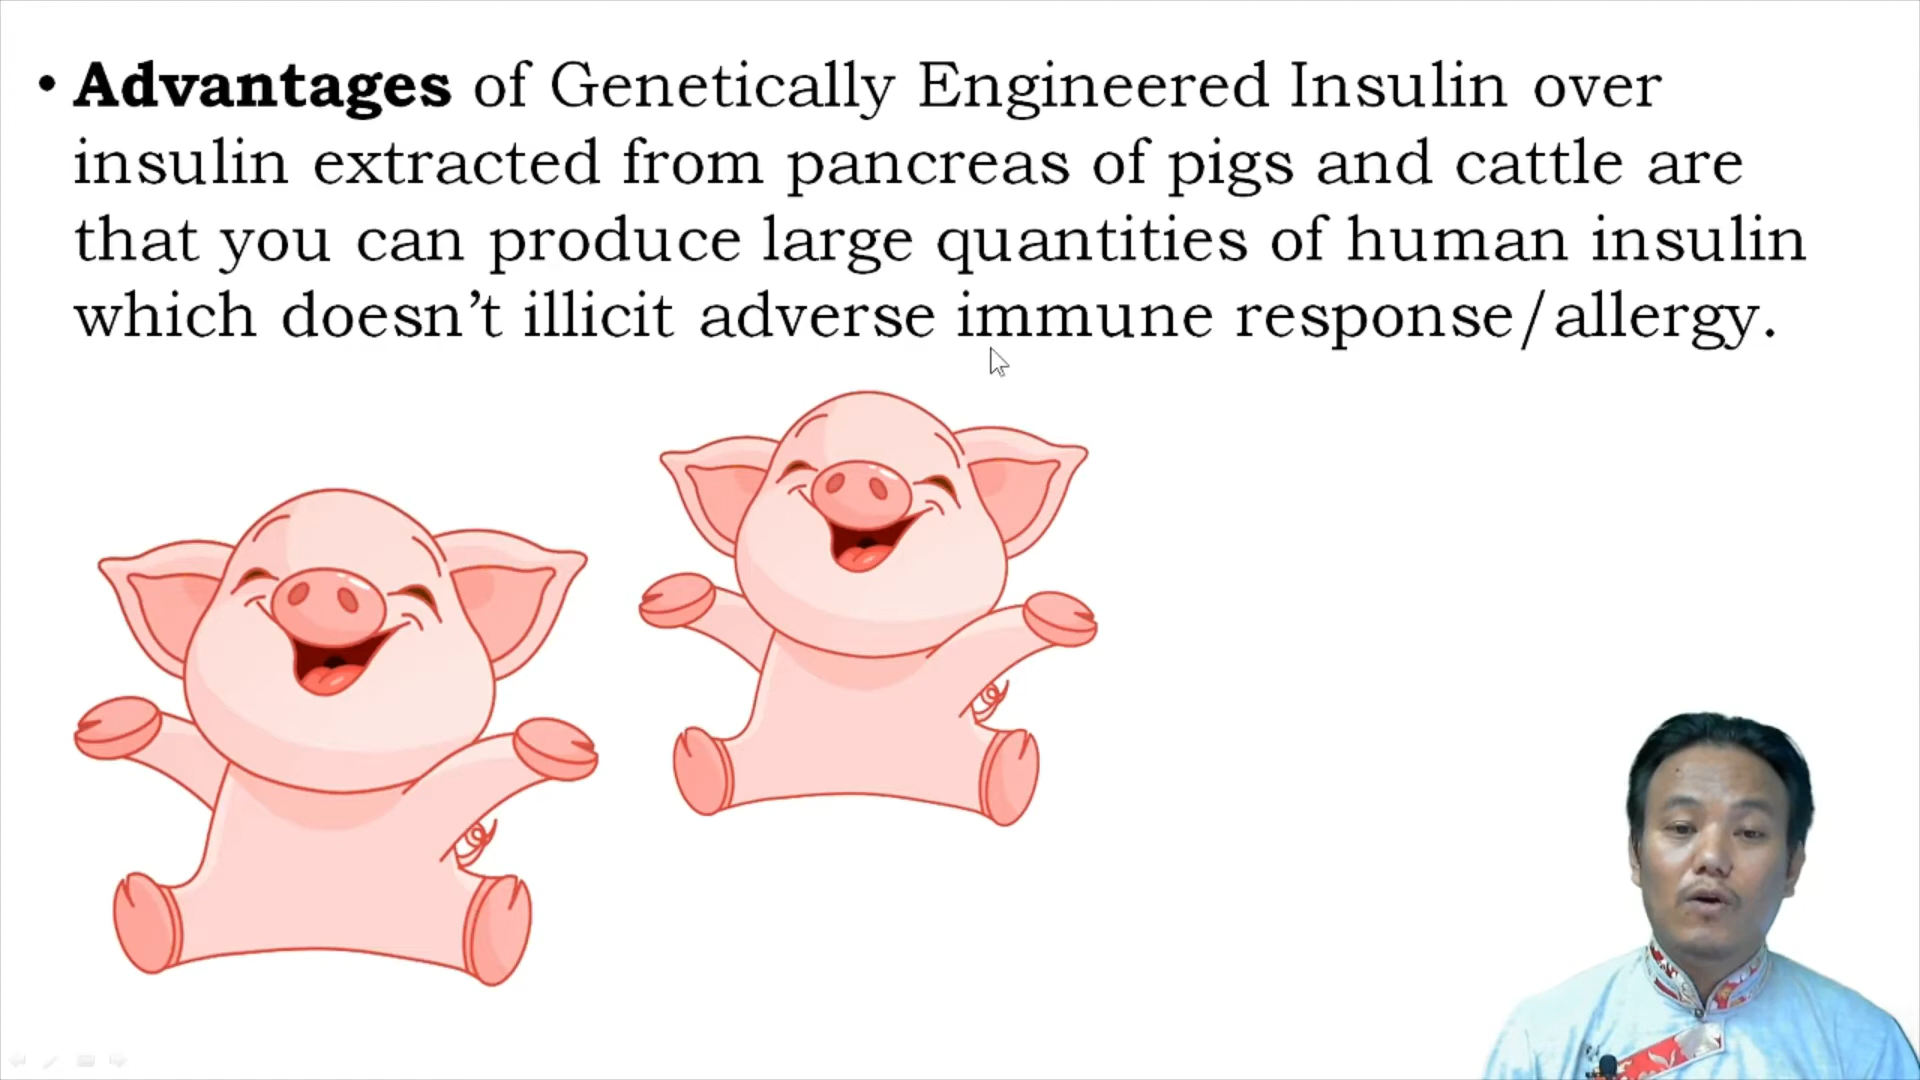 • Advantages of Genetically Engineered Insulin over
insulin extracted from pancreas of pigs and cattle are
that you can produce large quantities of human insulin
which doesn’t illicit adverse immune response/allergy.